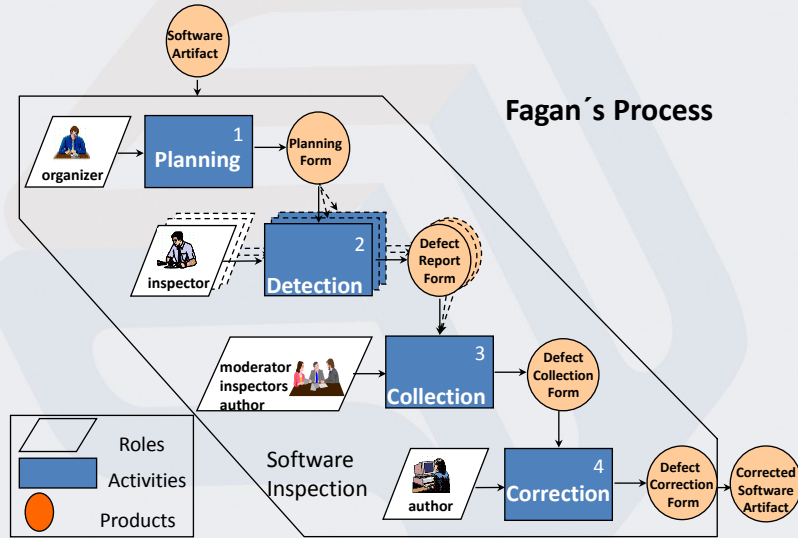 Software
Artifact
Fagan´s Process
1
Planning
organizer
Planning
Form
2
Detection
inspector
Defect
Report
Form
3
Collection
moderator
inspectors
author
Defect
Collection
Form
4
Correction
author
Defect
Correction
Form
Corrected
Software
Artifact
Software
Inspection
Roles
Activities
Products